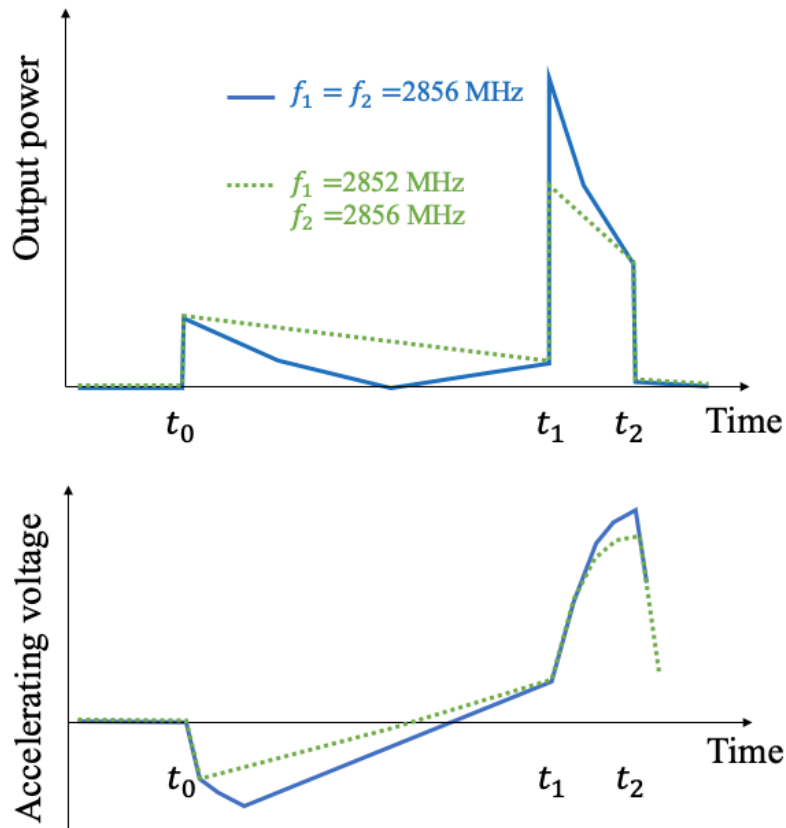 Output power
f₁ = f₂ =2856 MHz
f₁ =2852 MHz
f₂ =2856 MHz
t₀
t₁
t₂
Time
Accelerating voltage
Time
t₀
t₁
t₂